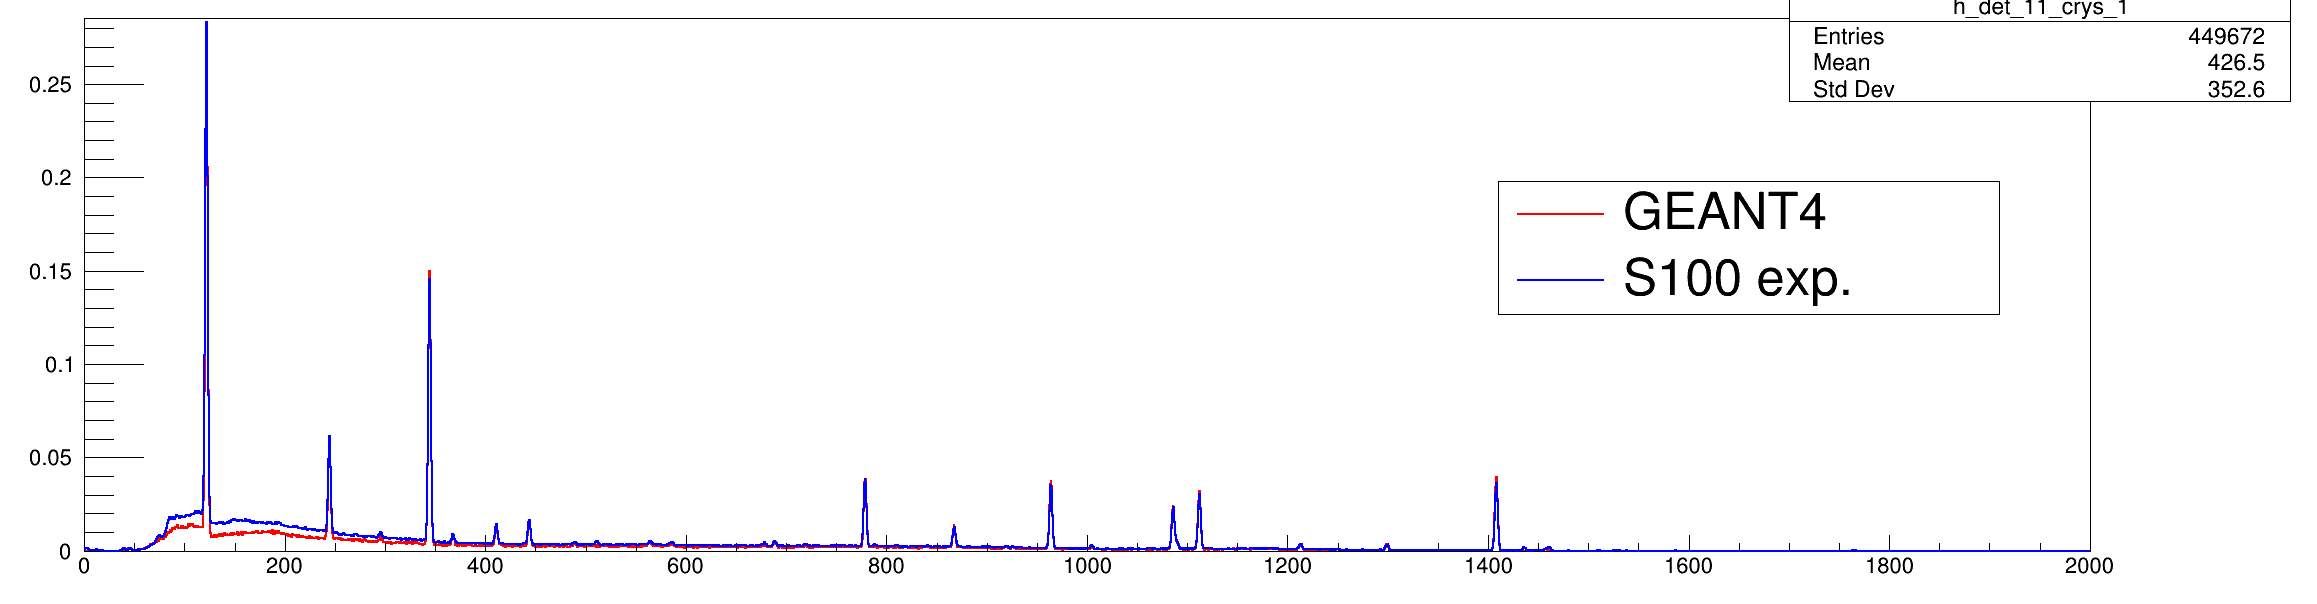 h_det_11_crys_1
Entries 449672
Mean 426.5
Std Dev 352.6
0.25
0.2
0.15
0.1
0.05
0
GEANT4
S100 exp.
0 200 400 600 800 1000 1200 1400 1600 1800 2000